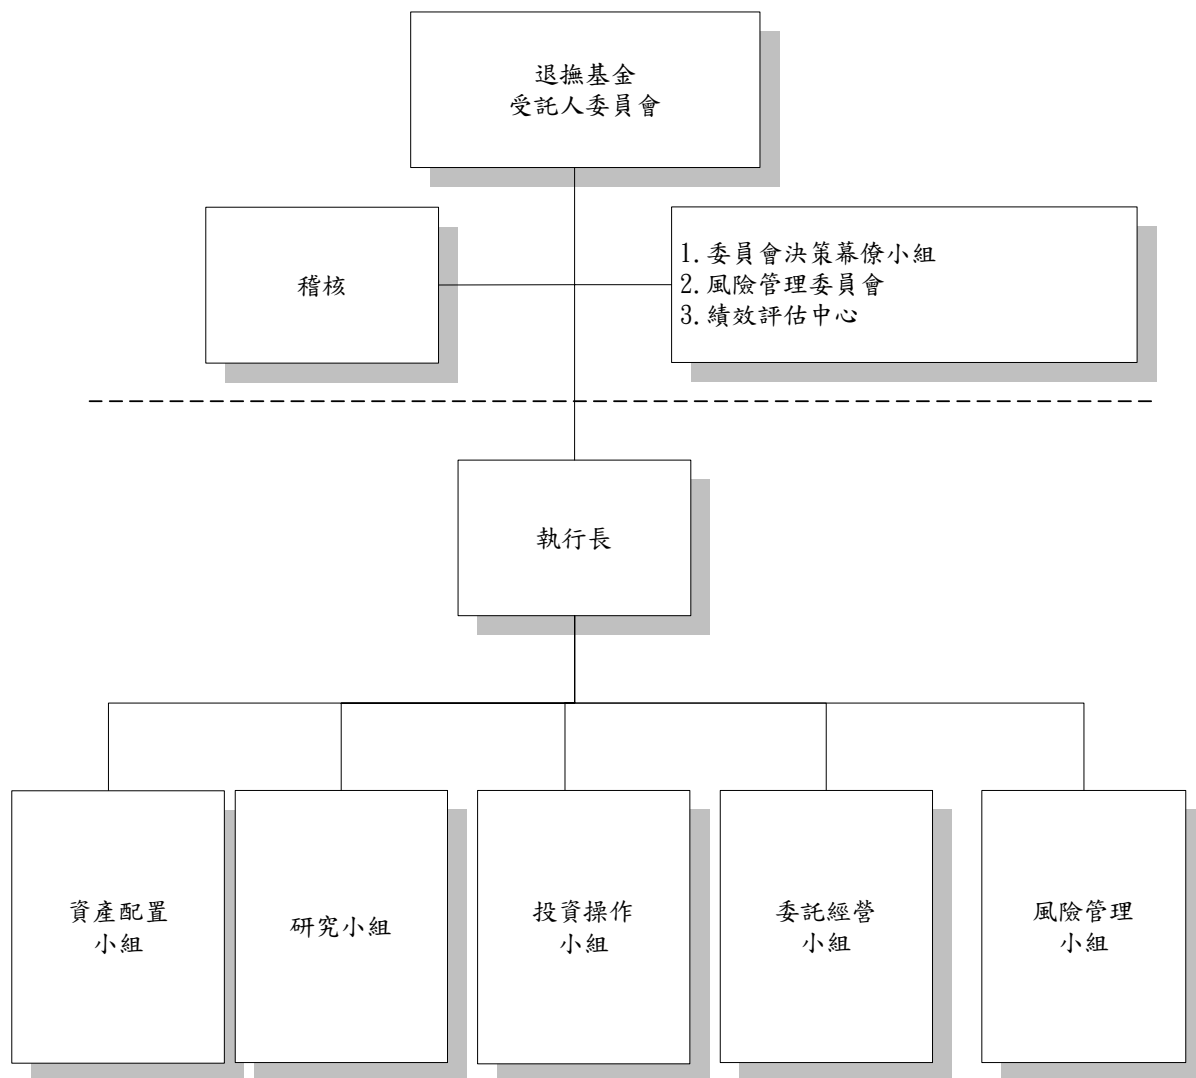 退撫基金
受託人委員會
稽核
1.委員會決策幕僚小組
2.風險管理委員會
3.績效評估中心
執行長
資產配置
小組
研究小組
投資操作
小組
委託經營
小組
風險管理
小組